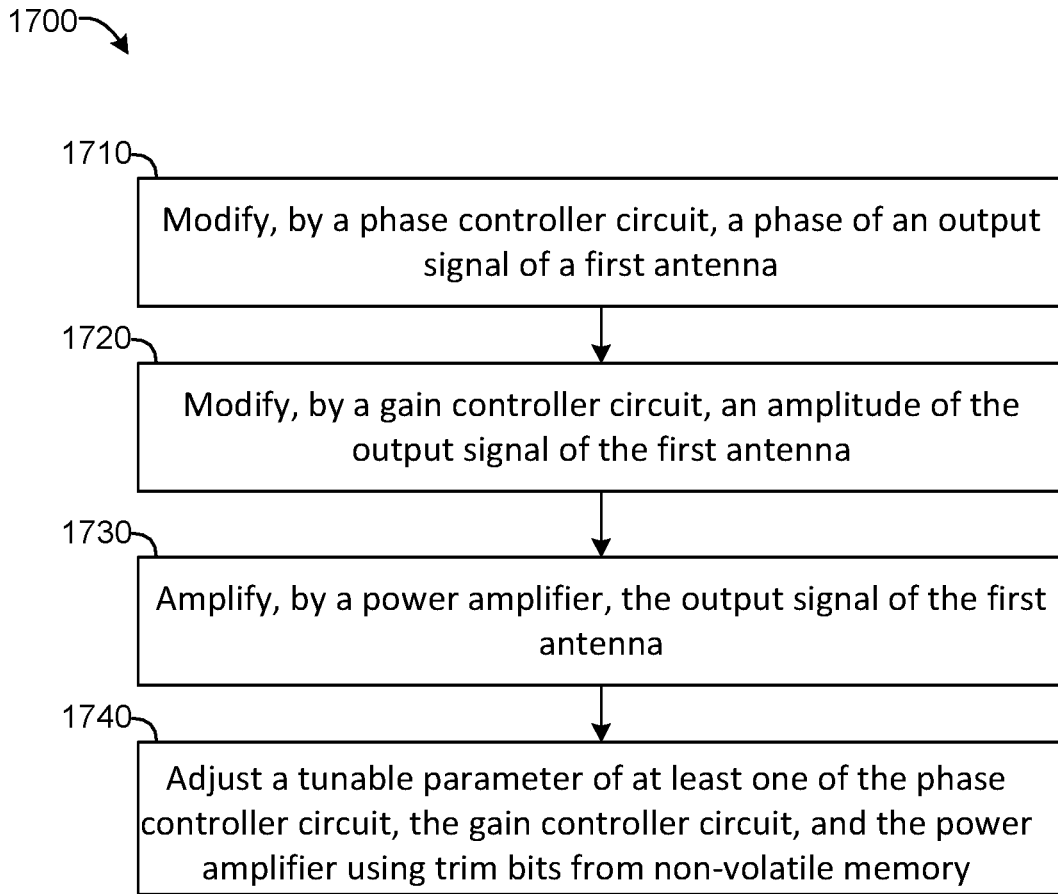 1700
1710
Modify, by a phase controller circuit, a phase of an output
signal of a first antenna
1720
Modify, by a gain controller circuit, an amplitude of the
output signal of the first antenna
1730
Amplify, by a power amplifier, the output signal of the first
antenna
1740
Adjust a tunable parameter of at least one of the phase
controller circuit, the gain controller circuit, and the power
amplifier using trim bits from non-volatile memory